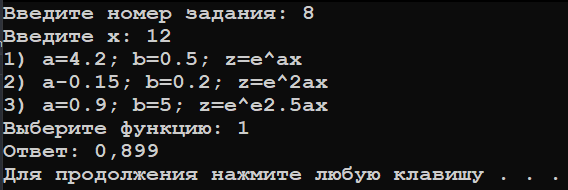 Введите номер задания: 8
Введите x: 12
1) a=4.2; b=0.5; z=e^ax
2) a-0.15; b=0.2; z=e^2ax
3) a=0.9; b=5; z=e^e2.5ax
Выберите функцию: 1
Ответ: 0,899
Для продолжения нажмите любую клавишу . . .